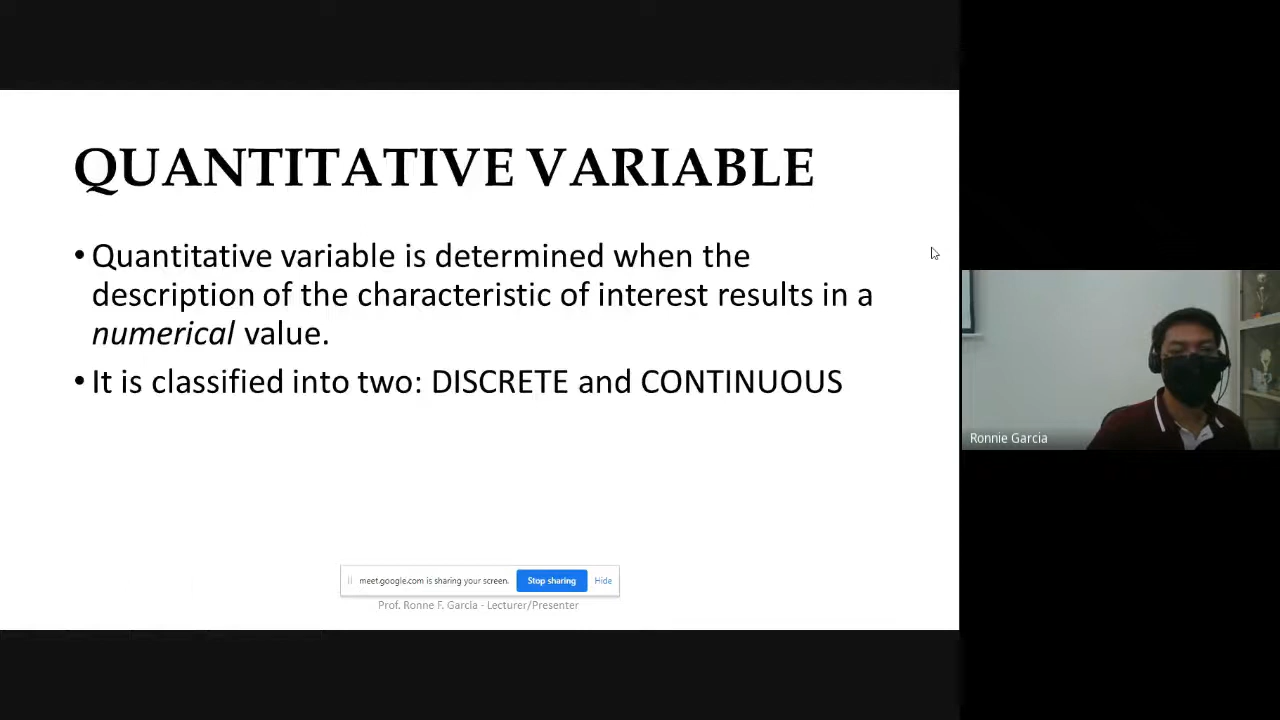 QUANTITATIVE VARIABLE
• Quantitative variable is determined when the
description of the characteristic of interest results in a
numerical value.
• It is classified into two: DISCRETE and CONTINUOUS
meet.google.com is sharing your screen.
Stop sharing
Hide
Prof. Ronne F. Garcia - Lecturer/Presenter
Ronnie Garcia